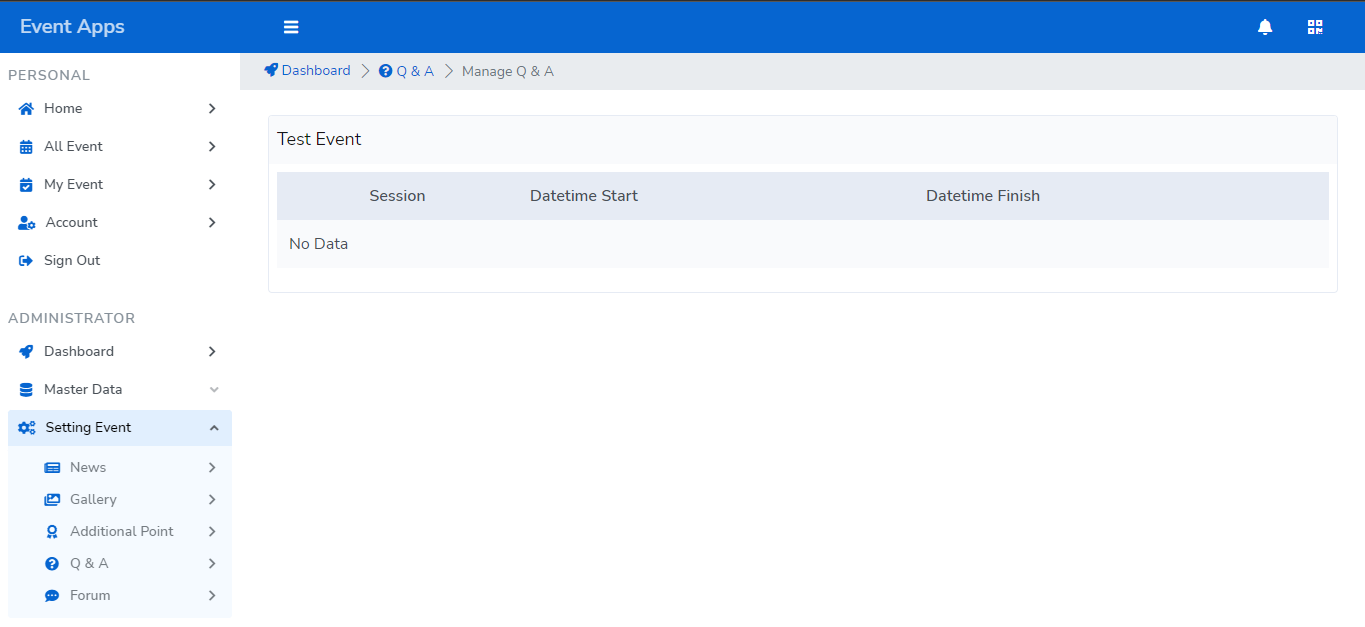 Event Apps
Dashboard Q & A Manage Q & A
PERSONAL
Home
All Event
My Event
Account
Sign Out
ADMINISTRATOR
Dashboard
Master Data
Setting Event
News
Gallery
Additional Point
Q & A
Forum
Test Event
Session Datetime Start Datetime Finish
No Data